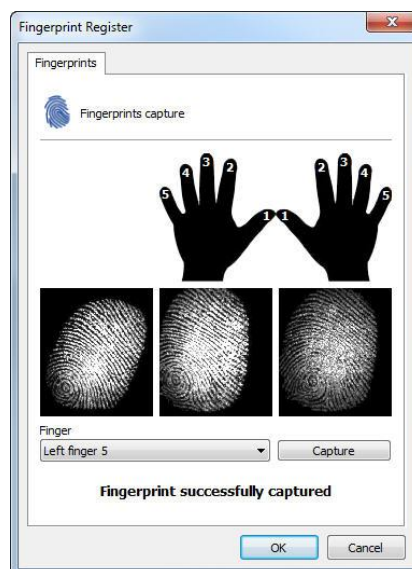 Fingerprint Register
Fingerprints
Fingerprints capture
5 4 3 2 1 1 2 3 4 5
Finger
Left finger 5 Capture
Fingerprint successfully captured
OK Cancel